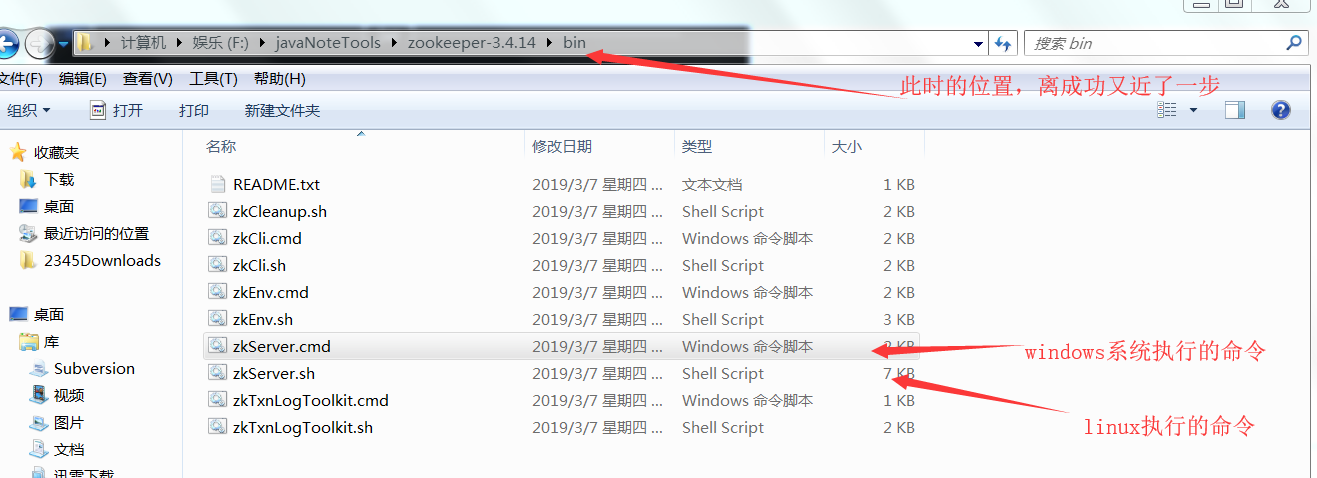 计算机 娱乐 (F:) javaNoteTools zookeeper-3.4.14 bin
搜索 bin
文件(F) 编辑(E) 查看(V) 工具(T) 帮助(H)
此时的位置，离成功又近了一步
组织 打开 打印 新建文件夹
名称 修改日期 类型 大小
收藏夹
下载
桌面
最近访问的位置
2345Downloads
桌面
库
Subversion
视频
图片
文档
迅雷下载
README.txt 2019/3/7 星期四 ... 文本文档 1 KB
zkCleanup.sh 2019/3/7 星期四 ... Shell Script 2 KB
zkCli.cmd 2019/3/7 星期四 ... Windows 命令脚本 2 KB
zkCli.sh 2019/3/7 星期四 ... Shell Script 2 KB
zkEnv.cmd 2019/3/7 星期四 ... Windows 命令脚本 2 KB
zkEnv.sh 2019/3/7 星期四 ... Shell Script 3 KB
zkServer.cmd 2019/3/7 星期四 ... Windows 命令脚本 2 KB
windows系统执行的命令
zkServer.sh 2019/3/7 星期四 ... Shell Script 7 KB
linux执行的命令
zkTxnLogToolkit.cmd 2019/3/7 星期四 ... Windows 命令脚本 1 KB
zkTxnLogToolkit.sh 2019/3/7 星期四 ... Shell Script 2 KB